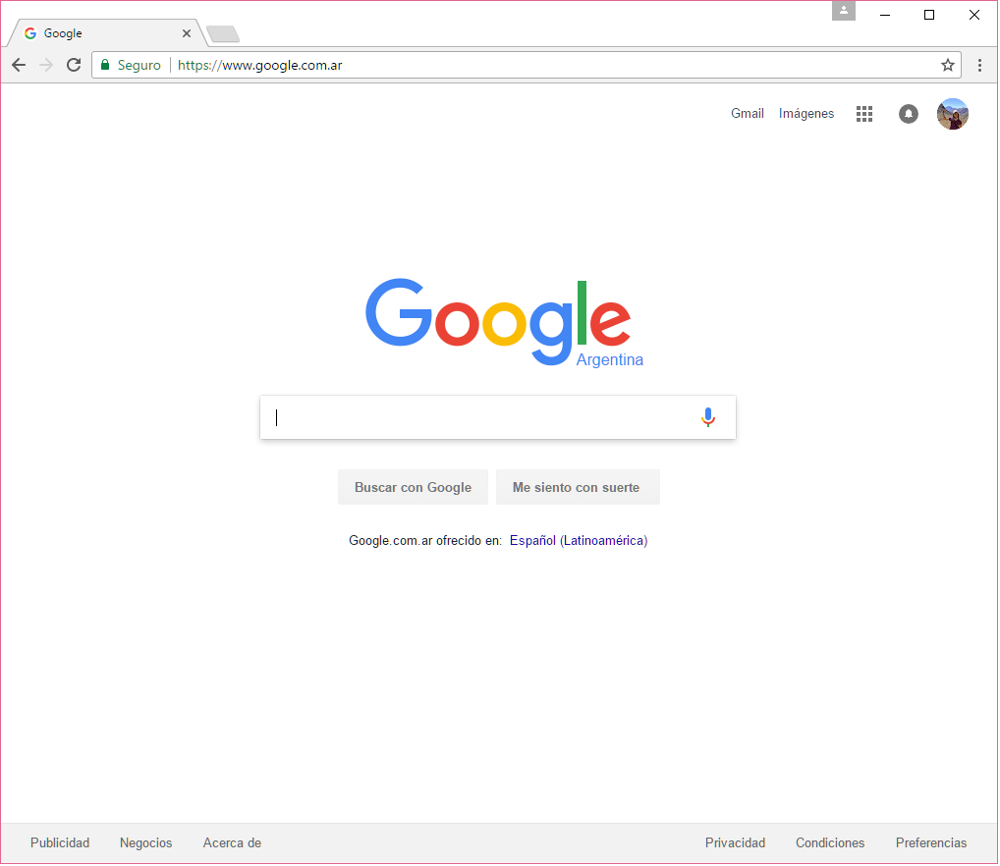 Google
Seguro https://www.google.com.ar
Gmail Imágenes
Google
Argentina
Buscar con Google Me siento con suerte
Google.com.ar ofrecido en: Español (Latinoamérica)
Publicidad Negocios Acerca de Privacidad Condiciones Preferencias